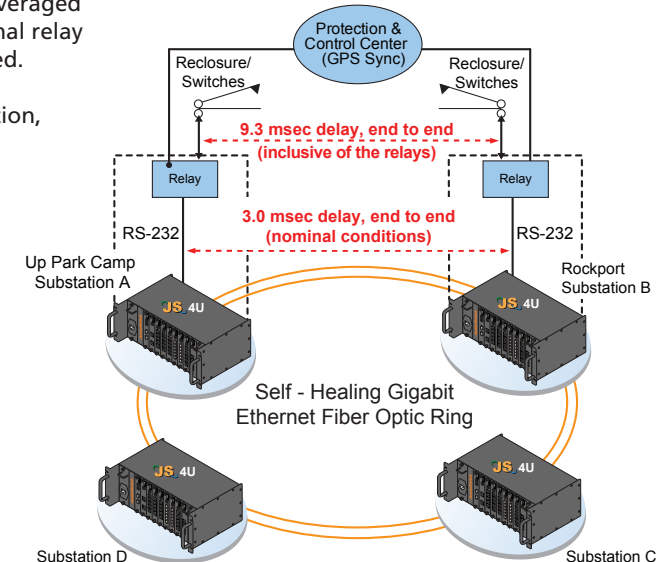 veraged
nal relay
ed.
tion,
Protection &
Control Center
(GPS Sync)
Reclosure/
Switches
Reclosure/
Switches
9.3 msec delay, end to end
(inclusive of the relays)
Relay
Relay
3.0 msec delay, end to end
(nominal conditions)
RS-232
RS-232
Up Park Camp
Substation A
Rockport
Substation B
JS 4U
JS 4U
Self - Healing Gigabit
Ethernet Fiber Optic Ring
JS 4U
JS 4U
Substation D
Substation C